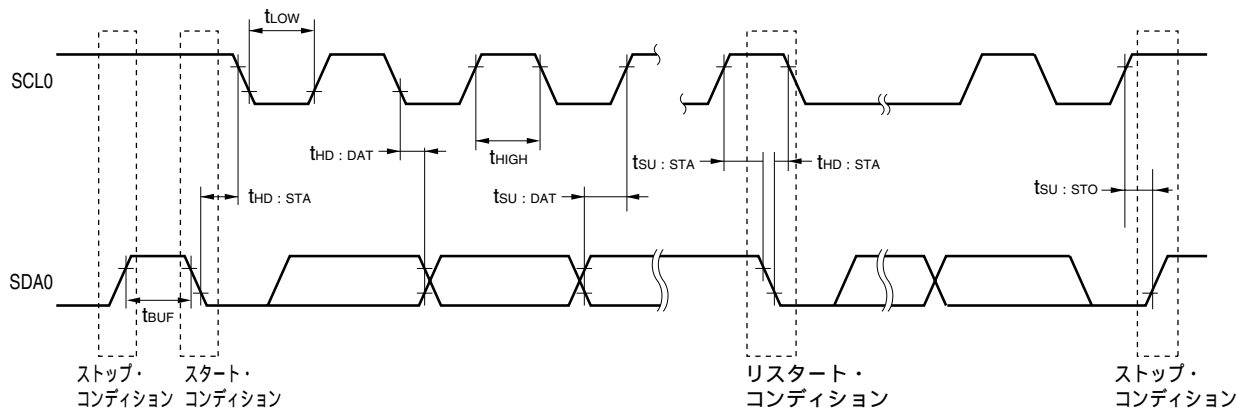 tLOW
SCL0
tHD : DAT
tHIGH
tSU : STA
tHD : STA
tHD : STA
tSU : DAT
tSU : STO
SDA0
tBUF
ストップ・
コンディション
スタート・
コンディション
リスタート・
コンディション
ストップ・
コンディション